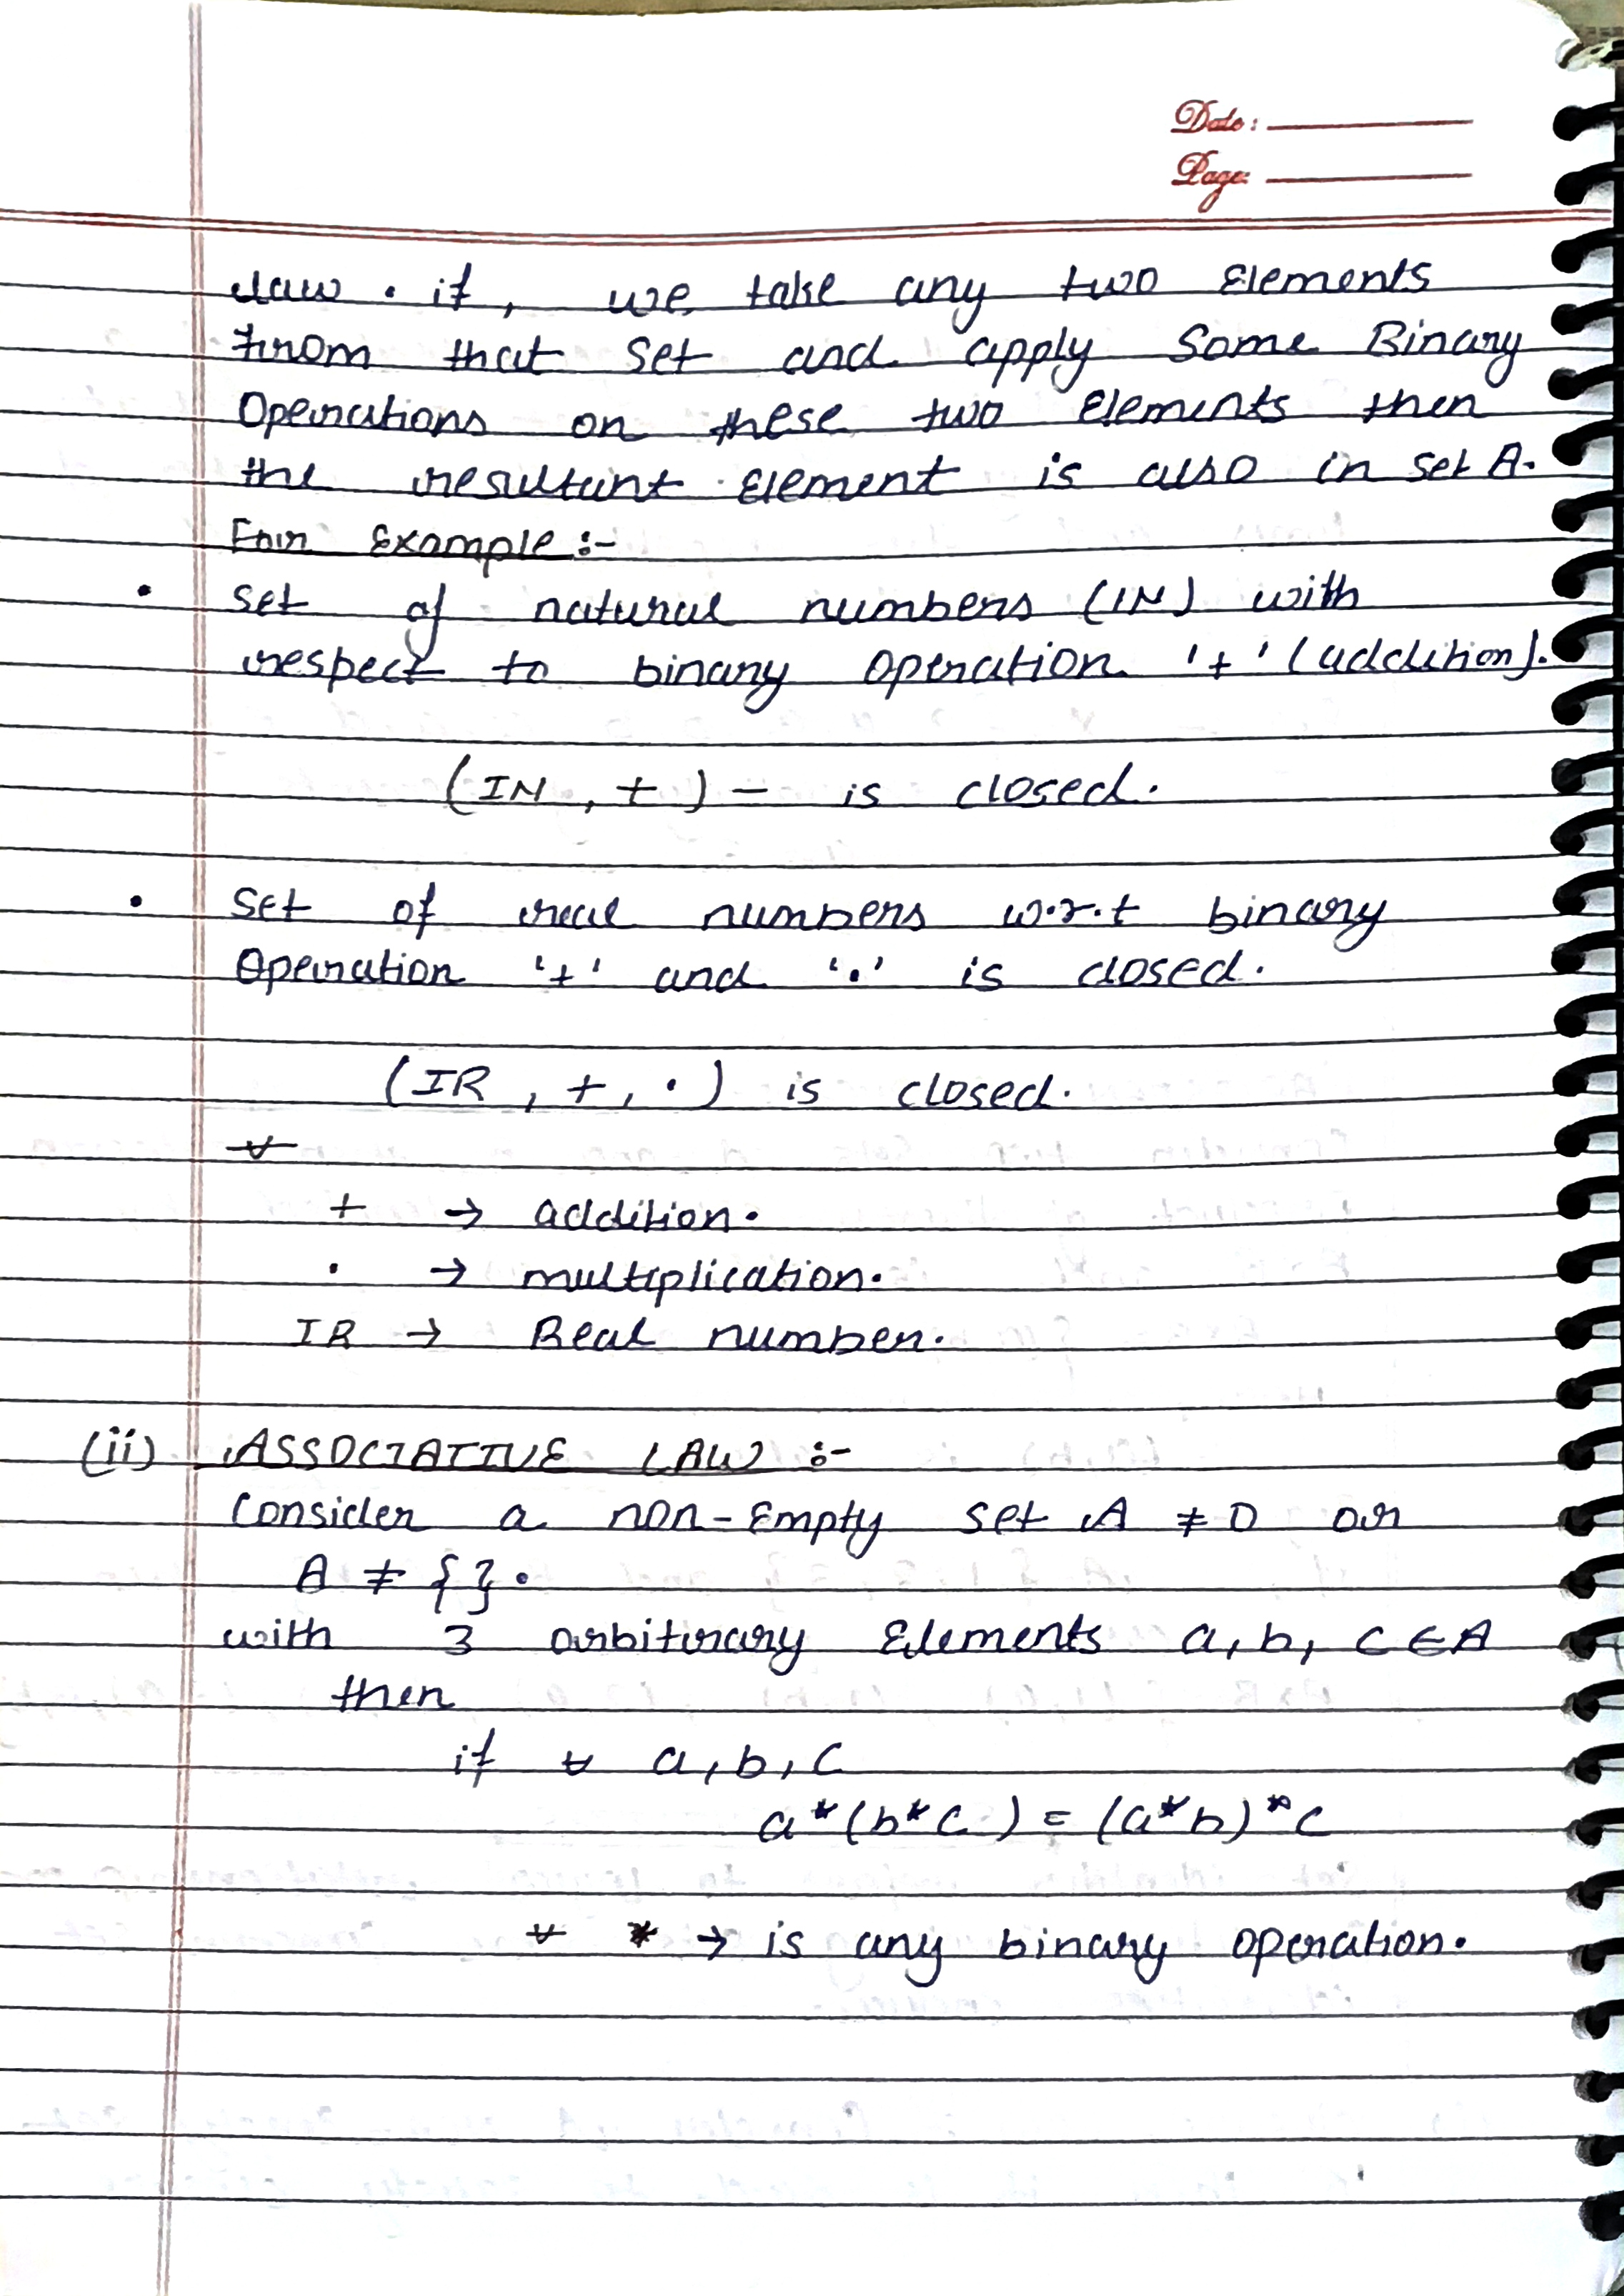 Date:
Page:
law. if, we take any two Elements
from that set and apply some Binary
Operations on these two Elements then
the resultant element is also in set A.
For Example:-
• set of natural numbers (IN) with
respect to binary operation '+' (addition).
(IN, +) - is closed.
• Set of real numbers w.r.t binary
Operation '+' and '•' is closed.
(IR, +, •) is closed.
∀
+ → addition.
• → multiplication.
IR → Real number.
(ii) ASSOCIATIVE LAW :-
Consider a non-Empty set A ≠ 0 or
A ≠ { }.
with 3 arbitrary Elements a, b, c ∈ A
then
if ∀ a, b, c
a*(b*c) = (a*b)*c
∀ * → is any binary operation.